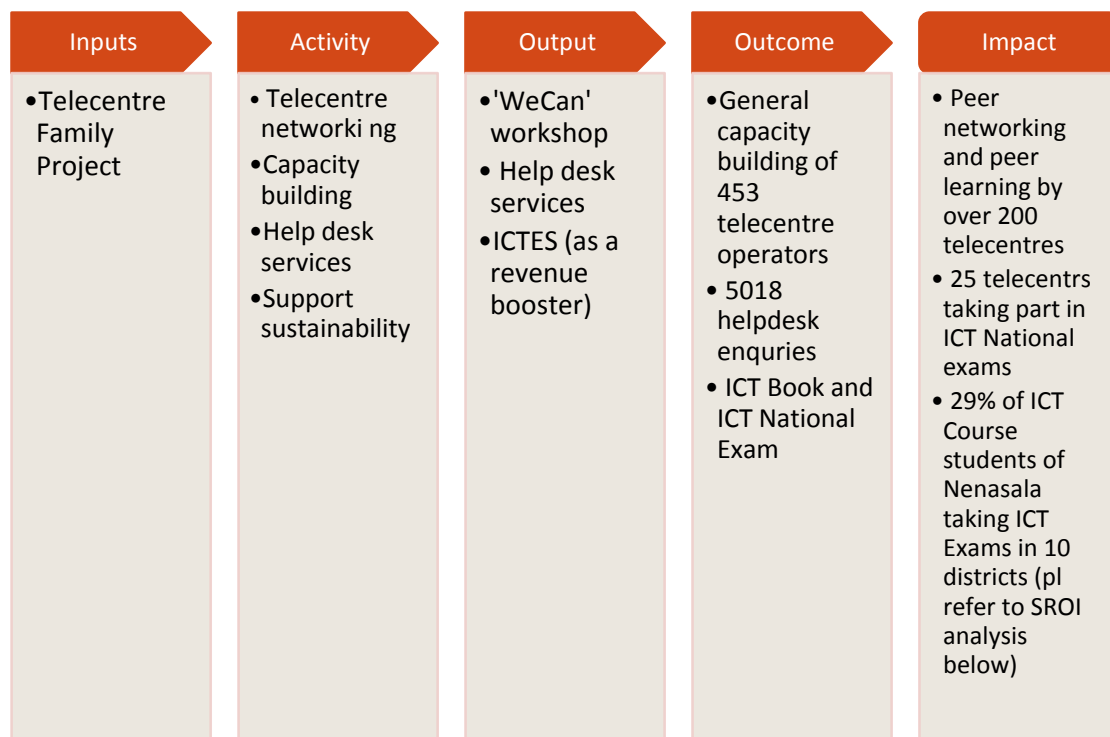 Inputs
•Telecentre
Family
Project
Activity
• Telecentre
networki ng
•Capacity
building
•Help desk
services
•Support
sustainability
Output
•'WeCan'
workshop
• Help desk
services
•ICTES (as a
revenue
booster)
Outcome
•General
capacity
building of
453
telecentre
operators
• 5018
helpdesk
enquries
• ICT Book and
ICT National
Exam
Impact
• Peer
networking
and peer
learning by
over 200
telecentres
• 25 telecentrs
taking part in
ICT National
exams
• 29% of ICT
Course
students of
Nenasala
taking ICT
Exams in 10
districts (pl
refer to SROI
analysis
below)